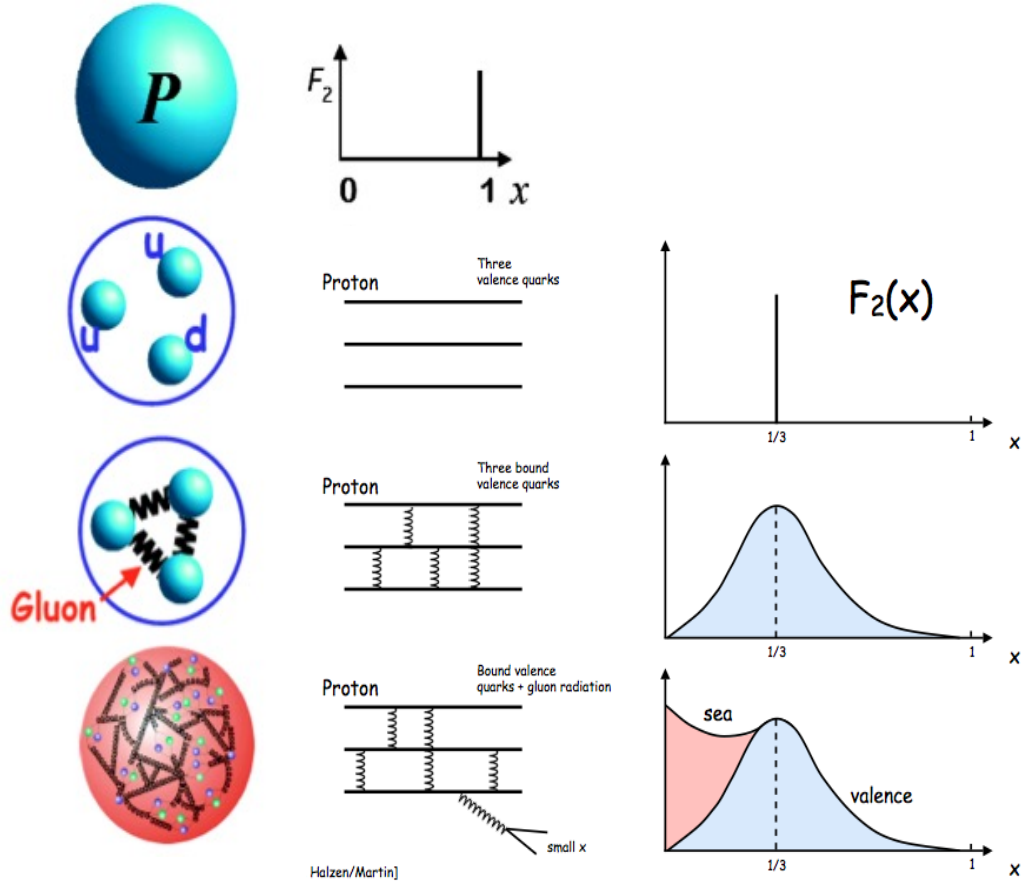 P
F₂
0 1 x
u
u d
Proton
Three
valence quarks
F₂(x)
1/3 1 x
Gluon
Proton
Three bound
valence quarks
1/3 1 x
Proton
Bound valence
quarks + gluon radiation
small x
sea
valence
1/3 1 x
Halzen/Martin]